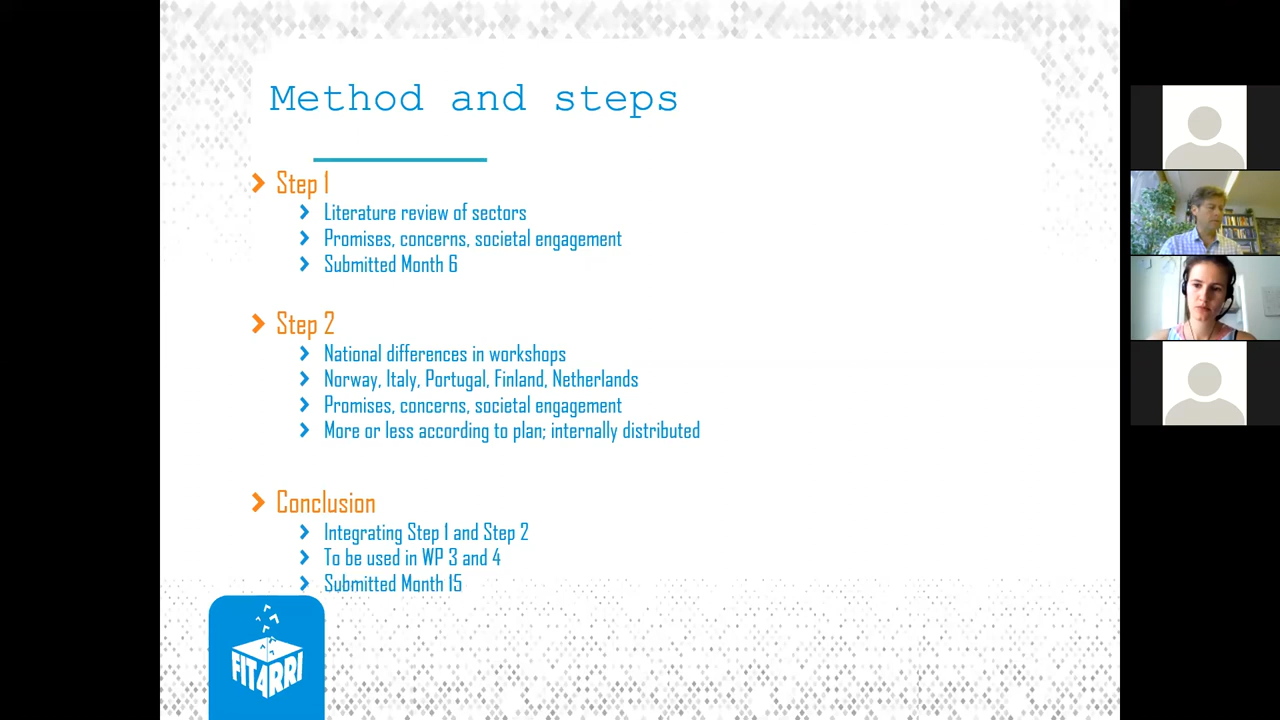 Method and steps
Step 1
Literature review of sectors
Promises, concerns, societal engagement
Submitted Month 6
Step 2
National differences in workshops
Norway, Italy, Portugal, Finland, Netherlands
Promises, concerns, societal engagement
More or less according to plan; internally distributed
Conclusion
Integrating Step 1 and Step 2
To be used in WP 3 and 4
Submitted Month 15
FIT4RRI